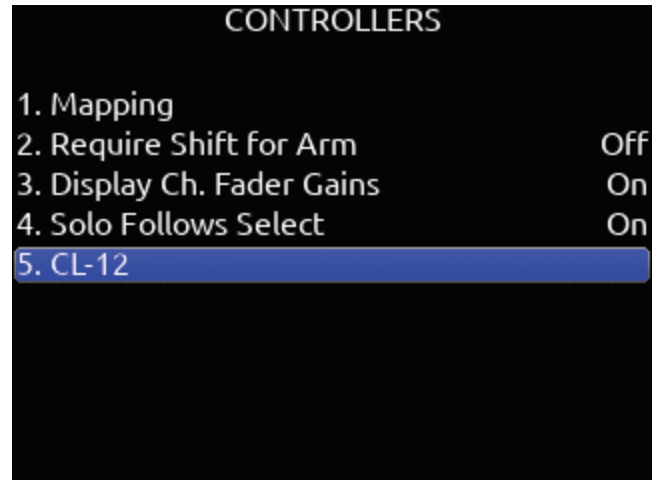 CONTROLLERS
1. Mapping
2. Require Shift for Arm Off
3. Display Ch. Fader Gains On
4. Solo Follows Select On
5. CL-12